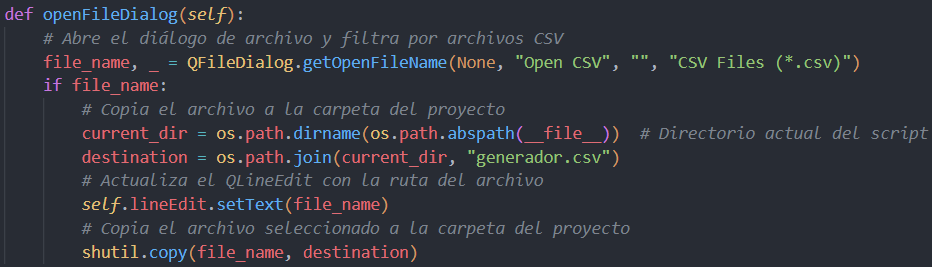 def openFileDialog(self):
    # Abre el diálogo de archivo y filtra por archivos CSV
    file_name, _ = QFileDialog.getOpenFileName(None, "Open CSV", "", "CSV Files (*.csv)")
    if file_name:
        # Copia el archivo a la carpeta del proyecto
        current_dir = os.path.dirname(os.path.abspath(__file__))  # Directorio actual del script
        destination = os.path.join(current_dir, "generador.csv")
        # Actualiza el QLineEdit con la ruta del archivo
        self.lineEdit.setText(file_name)
        # Copia el archivo seleccionado a la carpeta del proyecto
        shutil.copy(file_name, destination)